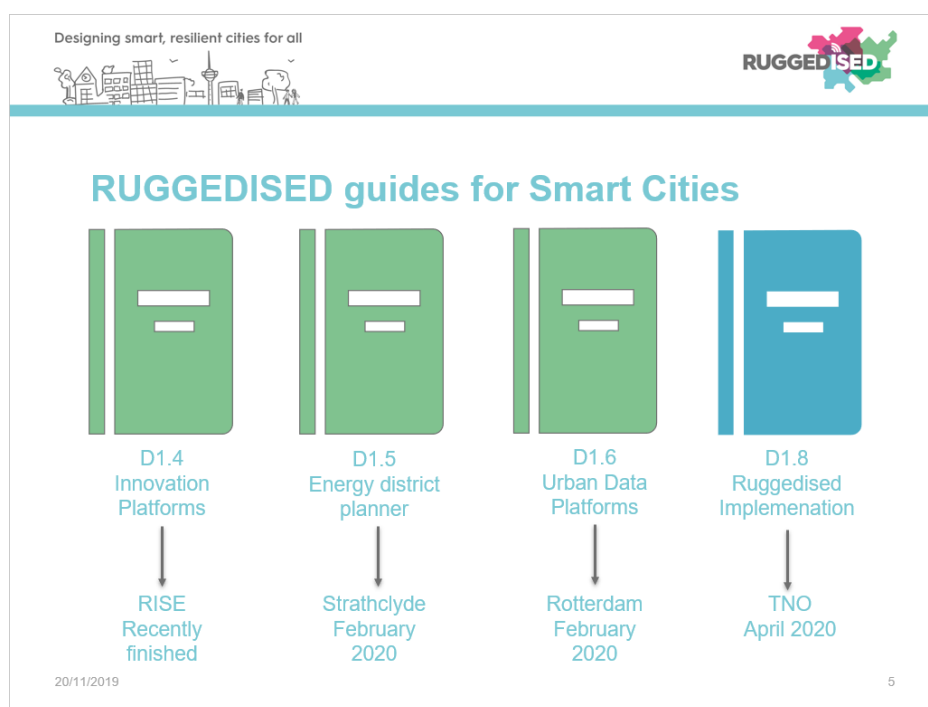 Designing smart, resilient cities for all
RUGGEDISED
RUGGEDISED guides for Smart Cities
D1.4
Innovation
Platforms
D1.5
Energy district
planner
D1.6
Urban Data
Platforms
D1.8
Ruggedised
Implemenation
RISE
Recently
finished
Strathclyde
February
2020
Rotterdam
February
2020
TNO
April 2020
20/11/2019
5